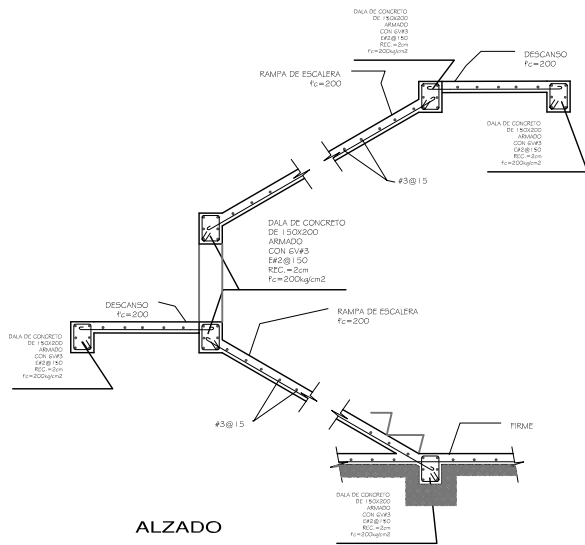 DALA DE CONCRETO
DE 150X200
ARMADO
CON 6V#3
E#2@150
REC.=2cm
f'c=200kg/cm2
DESCANSO
f'c=200
RAMPA DE ESCALERA
f'c=200
DALA DE CONCRETO
DE 150X200
ARMADO
CON 6V#3
E#2@150
REC.=2cm
f'c=200kg/cm2
#3@15
DALA DE CONCRETO
DE 150X200
ARMADO
CON 6V#3
E#2@150
REC.=2cm
f'c=200kg/cm2
DESCANSO
f'c=200
RAMPA DE ESCALERA
f'c=200
DALA DE CONCRETO
DE 150X200
ARMADO
CON 6V#3
E#2@150
REC.=2cm
f'c=200kg/cm2
#3@15
FIRME
DALA DE CONCRETO
DE 150X200
ARMADO
CON 6V#3
E#2@150
REC.=2cm
f'c=200kg/cm2
ALZADO